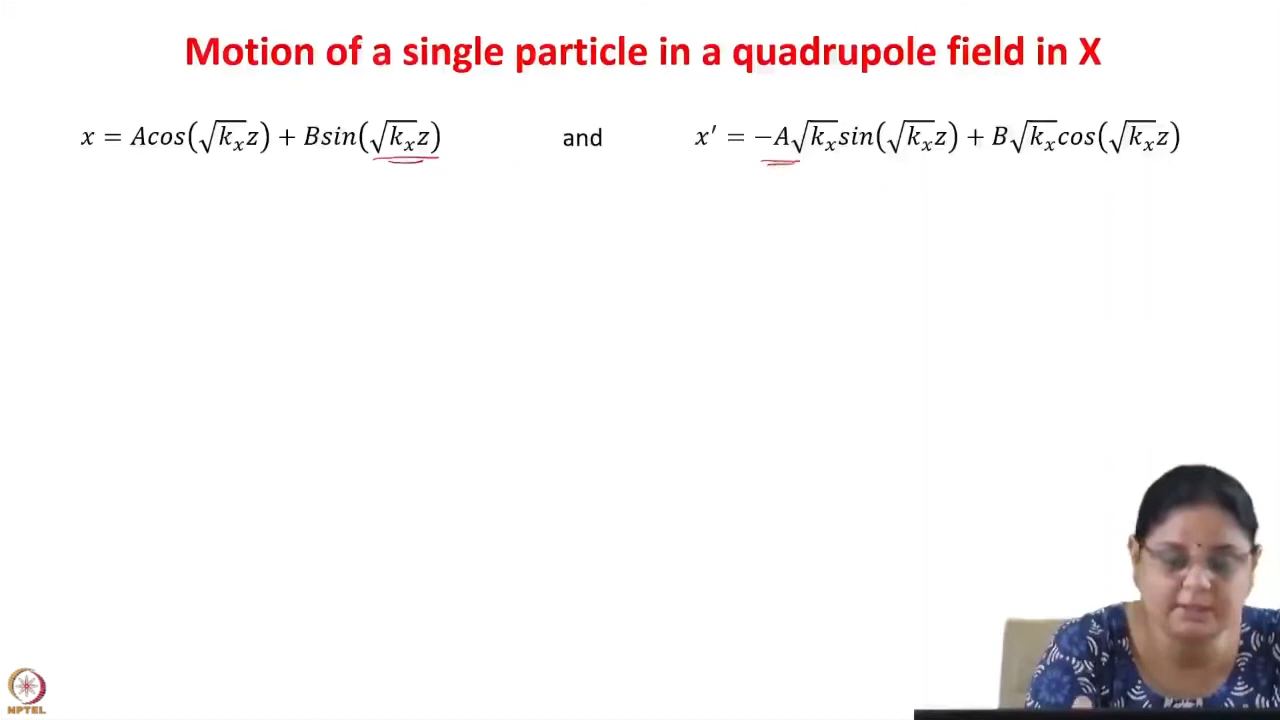 Motion of a single particle in a quadrupole field in X
x = Acos(√kₓz) + Bsin(√kₓz) and x′ = −A√kₓsin(√kₓz) + B√kₓcos(√kₓz)
NPTEL